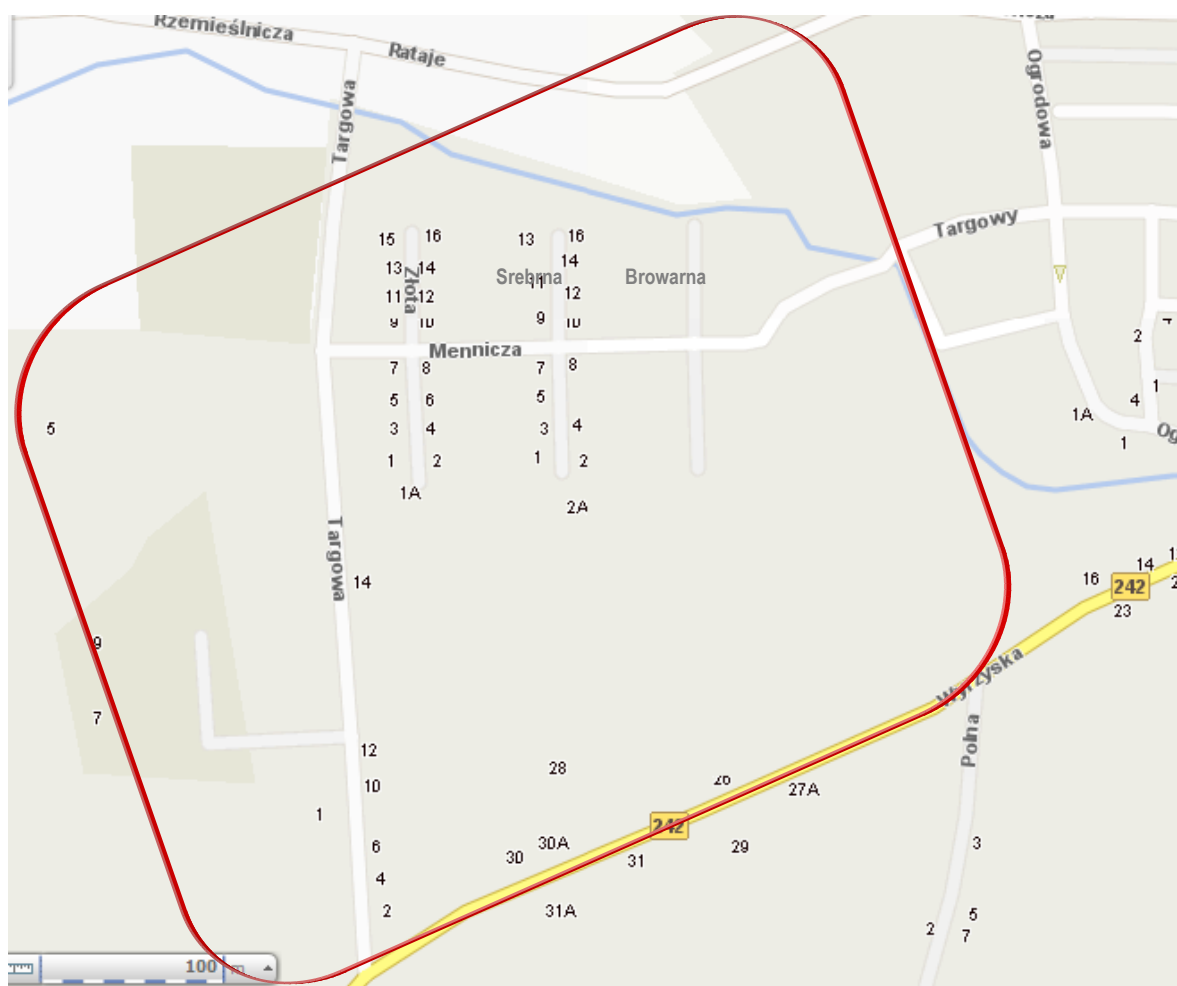 Rzemieślnicza
Rataje
Targowa
Ogrodowa
Targowy
15 16 13 16
13 14 14
Złota
Srebrna
Browarna
11
11 12 12
9 10 9 10
Mennicza
7 8 7 8
5 6 5
3 4 3 4
1 2 1 2
1A
2A
5
2
1
4
1A
1
Targowa
14
9
7
242
16
14
23
Wyrzyska
Polna
12
10
1
6
4
2
28
26
27A
242
30A
30
31
29
31A
3
5
2
7
100 m